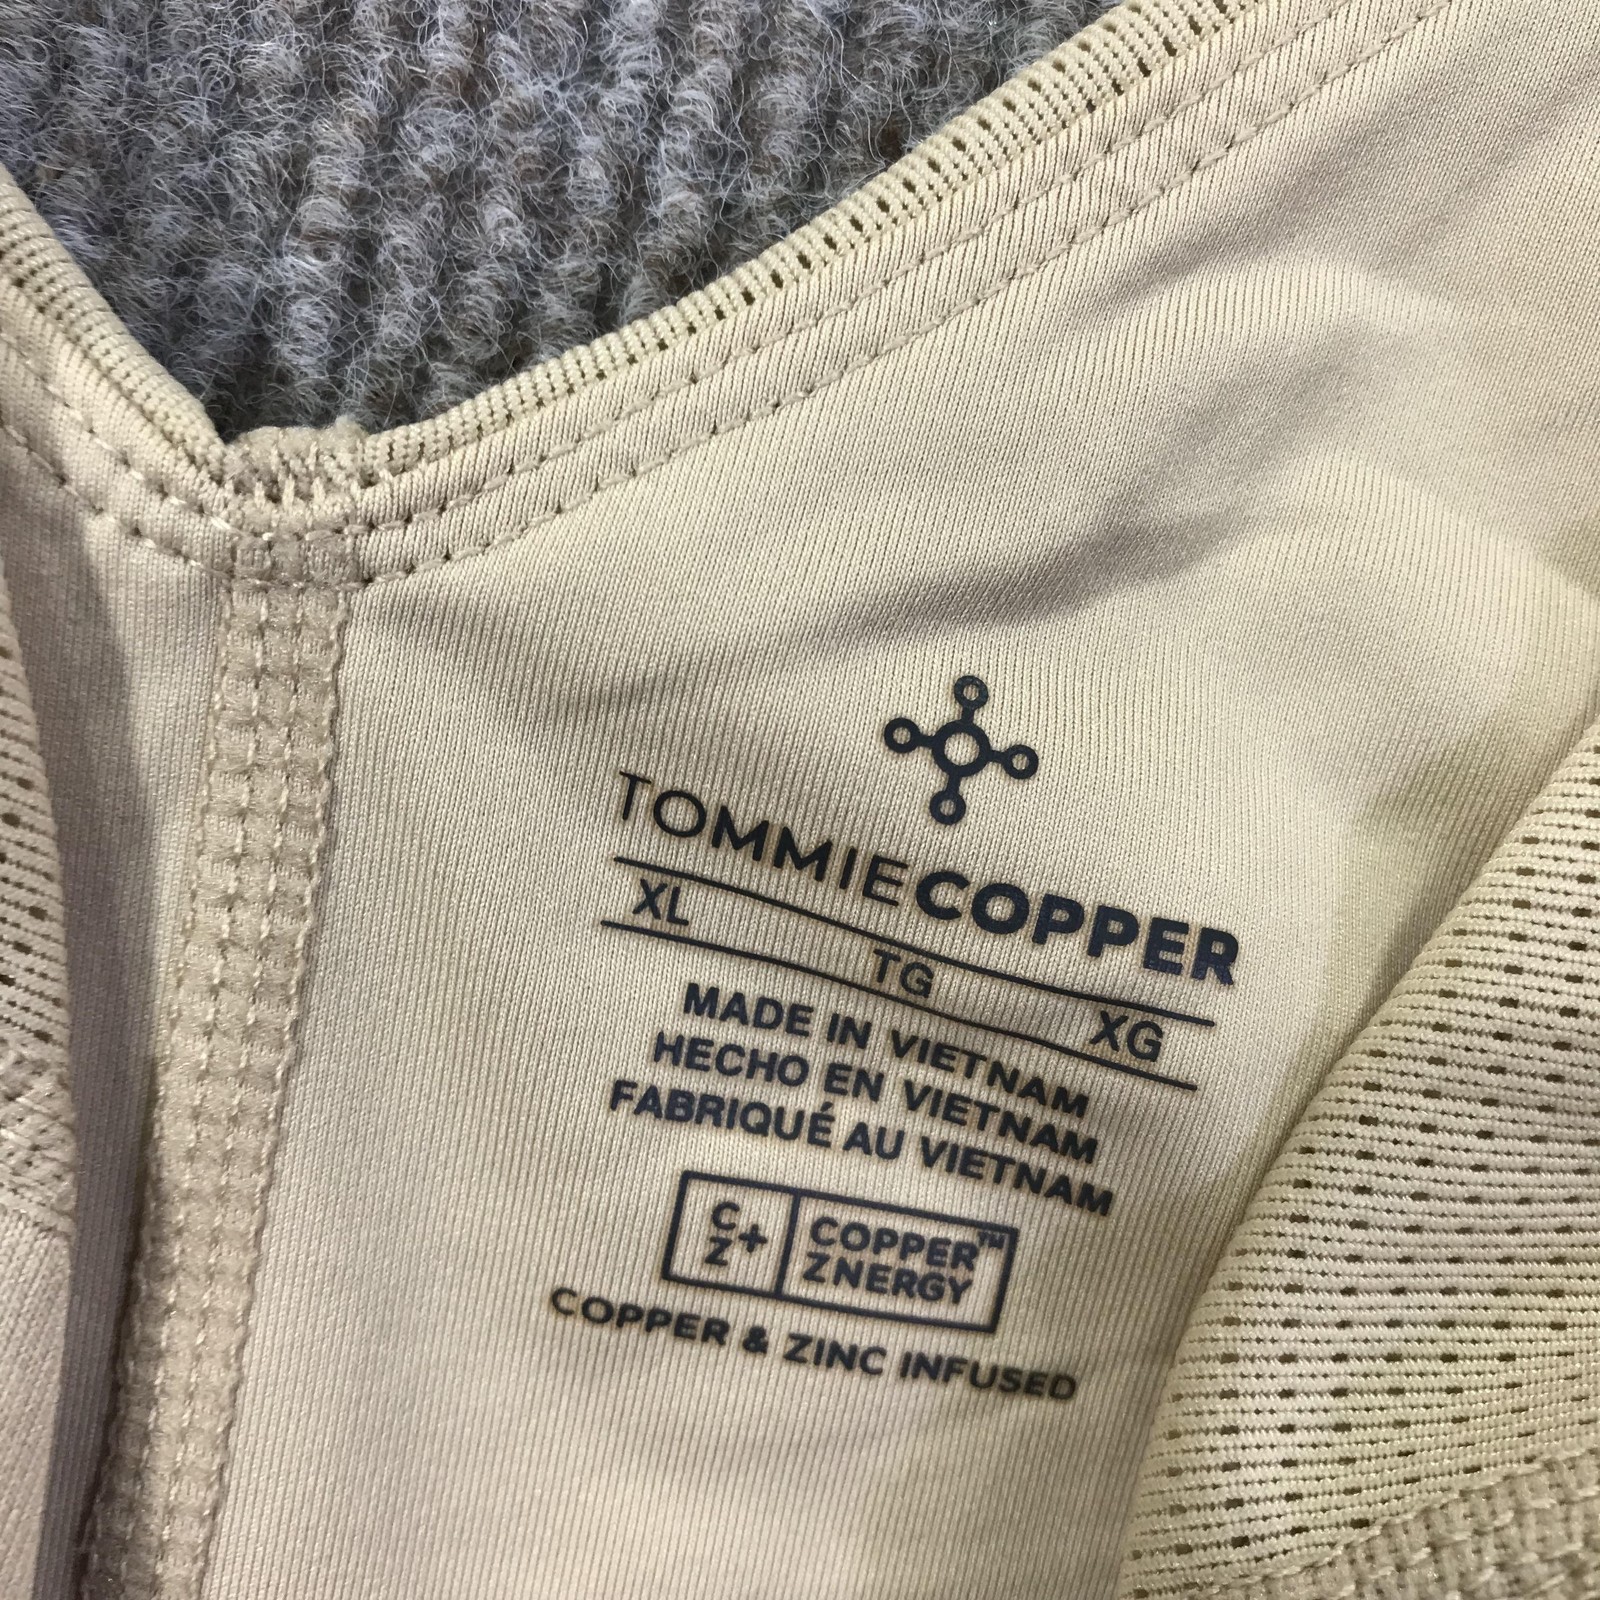 TOMMIECOPPER
XL TG XG
MADE IN VIETNAM
HECHO EN VIETNAM
FABRIQUÉ AU VIETNAM
C
Z+
COPPER™
ZNERGY
COPPER & ZINC INFUSED